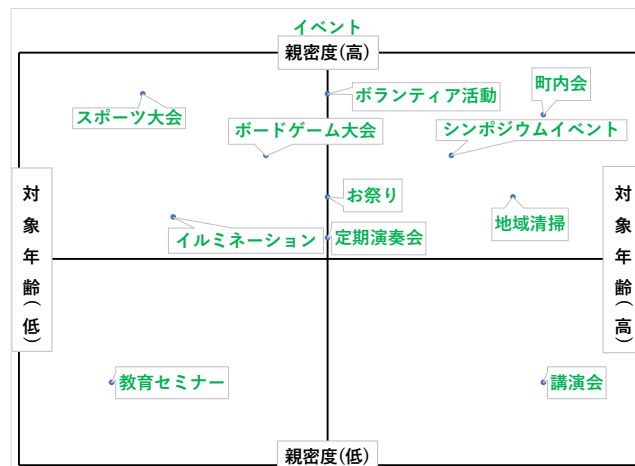 イベント
親密度(高)
ボランティア活動
町内会
スポーツ大会
ボードゲーム大会
シンポジウムイベント
対象年齢(低)
お祭り
地域清掃
対象年齢(高)
イルミネーション
定期演奏会
教育セミナー
講演会
親密度(低)